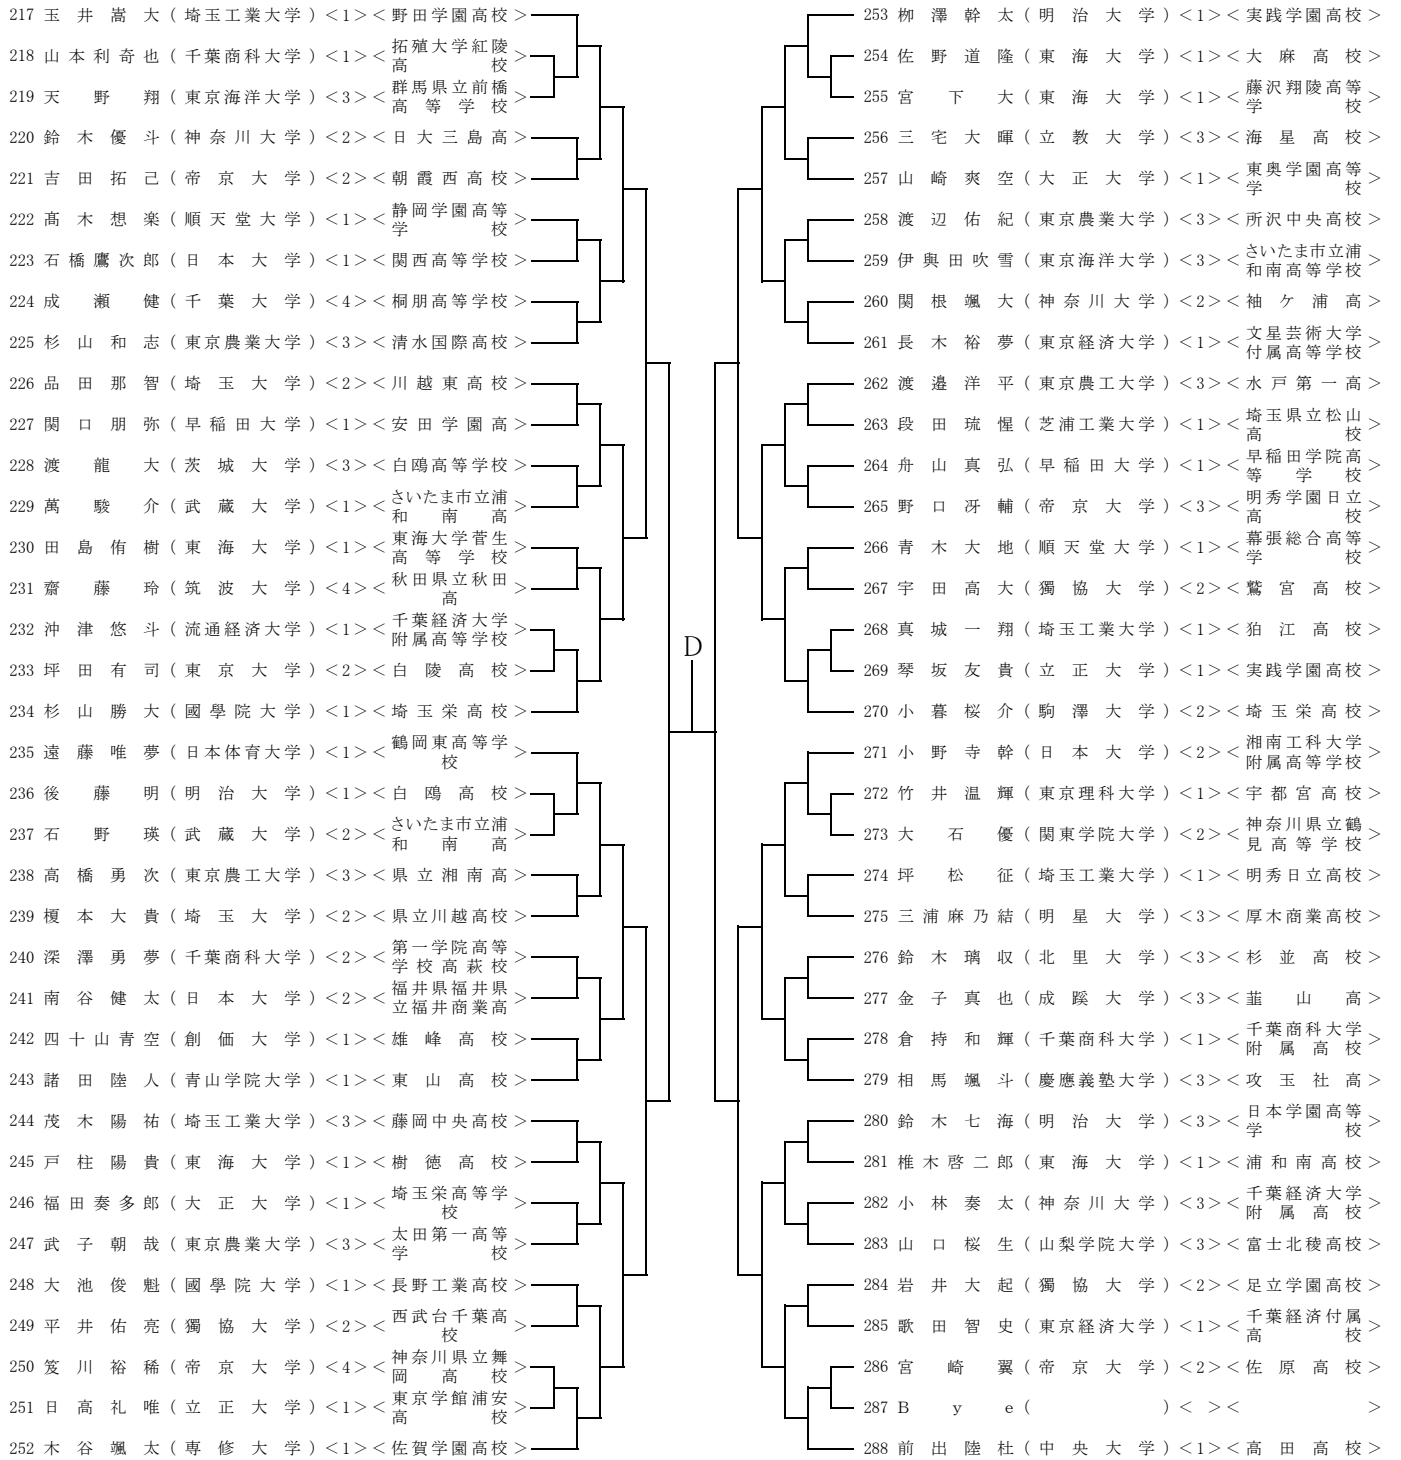 217 玉井嵩大 (埼玉工業大学) <1> <野田学園高校>
218 山本利奇也 (千葉商科大学) <1> <拓殖大学紅陵高校>
219 天野翔 (東京海洋大学) <3> <群馬県立前橋高等学校>
220 鈴木優斗 (神奈川大学) <2> <日大三島高>
221 吉田拓己 (帝京大学) <2> <朝霞西高校>
222 髙木想楽 (順天堂大学) <1> <静岡学園高等学校>
223 石橋鷹次郎 (日本大学) <1> <関西高等学校>
224 成瀬健 (千葉大学) <4> <桐朋高等学校>
225 杉山和志 (東京農業大学) <3> <清水国際高校>
226 品田那智 (埼玉大学) <2> <川越東高校>
227 関口朋弥 (早稲田大学) <1> <安田学園高>
228 渡龍大 (茨城大学) <3> <白鴎高等学校>
229 萬駿介 (武蔵大学) <1> <さいたま市立浦和南高>
230 田島侑樹 (東海大学) <1> <東海大学菅生高等学校>
231 齋藤玲 (筑波大学) <4> <秋田県立秋田高>
232 沖津悠斗 (流通経済大学) <1> <千葉経済大学附属高等学校>
233 坪田有司 (東京大学) <2> <白陵高校>
234 杉山勝大 (國學院大学) <1> <埼玉栄高校>
235 遠藤唯夢 (日本体育大学) <1> <鶴岡東高等学校>
236 後藤明 (明治大学) <1> <白鴎高校>
237 石野瑛 (武蔵大学) <2> <さいたま市立浦和南高>
238 高橋勇次 (東京農工大学) <3> <県立湘南高>
239 榎本大貴 (埼玉大学) <2> <県立川越高校>
240 深澤勇夢 (千葉商科大学) <2> <第一学院高等学校高萩校>
241 南谷健太 (日本大学) <2> <福井県福井県立福井商業高>
242 四十山青空 (創価大学) <1> <雄峰高校>
243 諸田陸人 (青山学院大学) <1> <東山高校>
244 茂木陽祐 (埼玉工業大学) <3> <藤岡中央高校>
245 戸柱陽貴 (東海大学) <1> <樹徳高校>
246 福田奏多郎 (大正大学) <1> <埼玉栄高等学校>
247 武子朝哉 (東京農業大学) <3> <太田第一高等学校>
248 大池俊魁 (國學院大学) <1> <長野工業高校>
249 平井佑亮 (獨協大学) <2> <西武台千葉高校>
250 笈川裕稀 (帝京大学) <4> <神奈川県立舞岡高校>
251 日高礼唯 (立正大学) <1> <東京学館浦安高校>
252 木谷颯太 (専修大学) <1> <佐賀学園高校>
D
253 栁澤幹太 (明治大学) <1> <実践学園高校>
254 佐野道隆 (東海大学) <1> <大麻高校>
255 宮下大 (東海大学) <1> <藤沢翔陵高等学校>
256 三宅大暉 (立教大学) <3> <海星高校>
257 山崎爽空 (大正大学) <1> <東奥学園高等学校>
258 渡辺佑紀 (東京農業大学) <3> <所沢中央高校>
259 伊與田吹雪 (東京海洋大学) <3> <さいたま市立浦和南高等学校>
260 関根颯大 (神奈川大学) <2> <袖ケ浦高>
261 長木裕夢 (東京経済大学) <1> <文星芸術大学付属高等学校>
262 渡邉洋平 (東京農工大学) <3> <水戸第一高>
263 段田琉惺 (芝浦工業大学) <1> <埼玉県立松山高校>
264 舟山真弘 (早稲田大学) <1> <早稲田学院高等学校>
265 野口冴輔 (帝京大学) <3> <明秀学園日立高校>
266 青木大地 (順天堂大学) <1> <幕張総合高等学校>
267 宇田高大 (獨協大学) <2> <鷲宮高校>
268 真城一翔 (埼玉工業大学) <1> <狛江高校>
269 琴坂友貴 (立正大学) <1> <実践学園高校>
270 小暮桜介 (駒澤大学) <2> <埼玉栄高校>
271 小野寺幹 (日本大学) <2> <湘南工科大学附属高等学校>
272 竹井温輝 (東京理科大学) <1> <宇都宮高校>
273 大石優 (関東学院大学) <2> <神奈川県立鶴見高等学校>
274 坪松征 (埼玉工業大学) <1> <明秀日立高校>
275 三浦麻乃結 (明星大学) <3> <厚木商業高校>
276 鈴木璃収 (北里大学) <3> <杉並高校>
277 金子真也 (成蹊大学) <3> <韮山高>
278 倉持和輝 (千葉商科大学) <1> <千葉商科大学附属高校>
279 相馬颯斗 (慶應義塾大学) <3> <攻玉社高>
280 鈴木七海 (明治大学) <3> <日本学園高等学校>
281 椎木啓二郎 (東海大学) <1> <浦和南高校>
282 小林奏太 (神奈川大学) <3> <千葉経済大学附属高校>
283 山口桜生 (山梨学院大学) <3> <富士北稜高校>
284 岩井大起 (獨協大学) <2> <足立学園高校>
285 歌田智史 (東京経済大学) <1> <千葉経済付属高校>
286 宮崎翼 (帝京大学) <2> <佐原高校>
287 Bye ( ) < > < >
288 前出陸杜 (中央大学) <1> <高田高校>